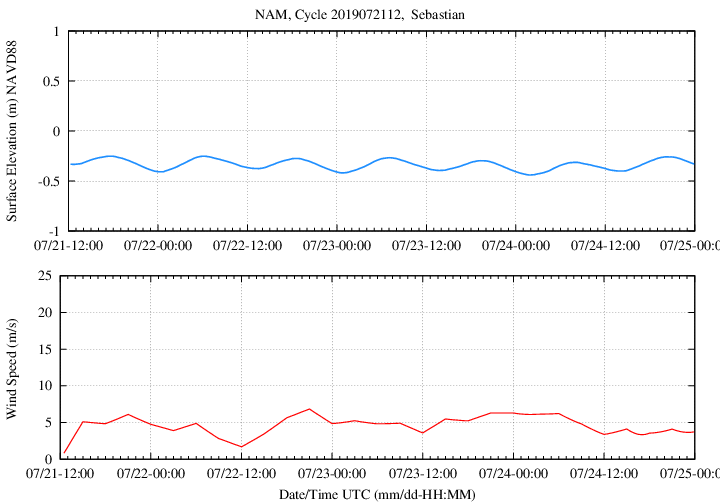 NAM, Cycle 2019072112, Sebastian
Surface Elevation (m) NAVD88
1
0.5
0
-0.5
-1
07/21-12:00 07/22-00:00 07/22-12:00 07/23-00:00 07/23-12:00 07/24-00:00 07/24-12:00 07/25-00:0
Wind Speed (m/s)
25
20
15
10
5
0
07/21-12:00 07/22-00:00 07/22-12:00 07/23-00:00 07/23-12:00 07/24-00:00 07/24-12:00 07/25-00:0
Date/Time UTC (mm/dd-HH:MM)